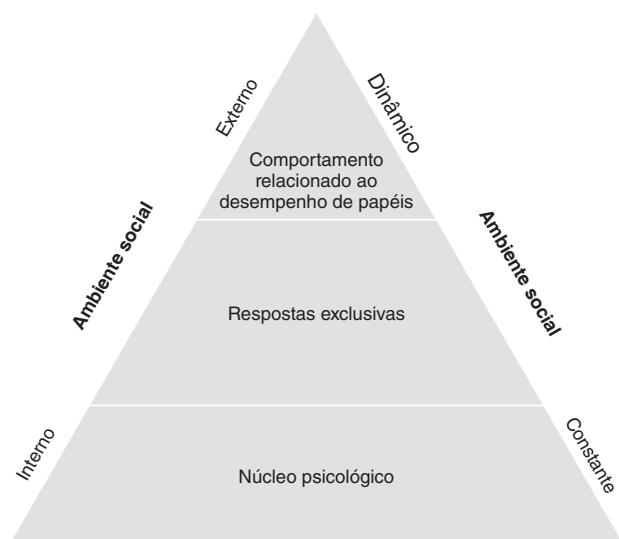 Externo
Dinâmico
Comportamento
relacionado ao
desempenho de papéis
Ambiente social
Ambiente social
Respostas exclusivas
Interno
Constante
Núcleo psicológico